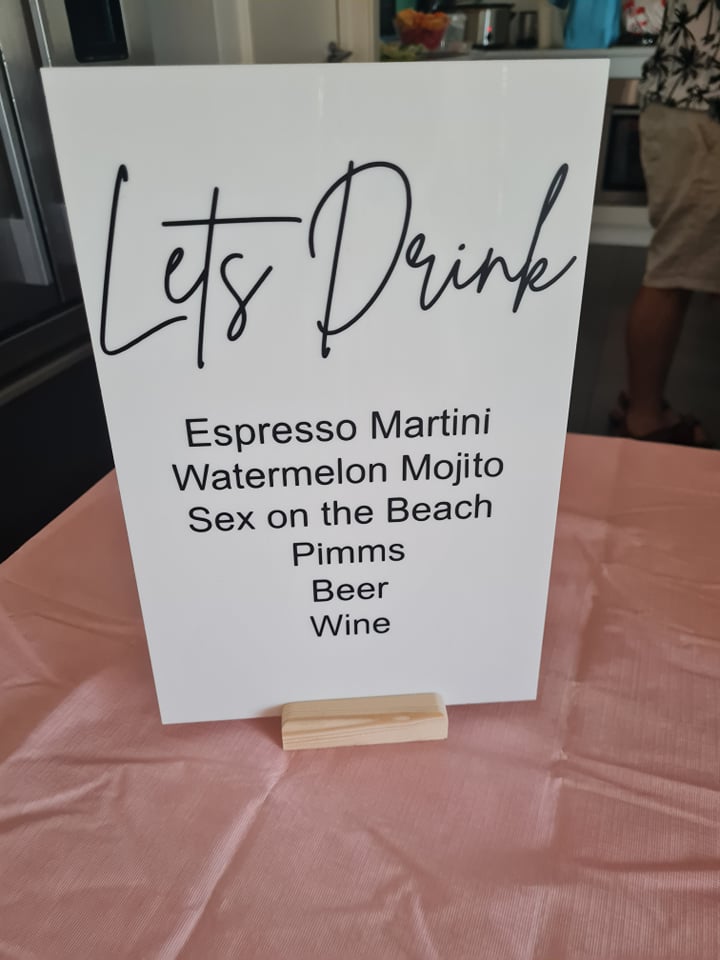 Lets Drink
Espresso Martini
Watermelon Mojito
Sex on the Beach
Pimms
Beer
Wine